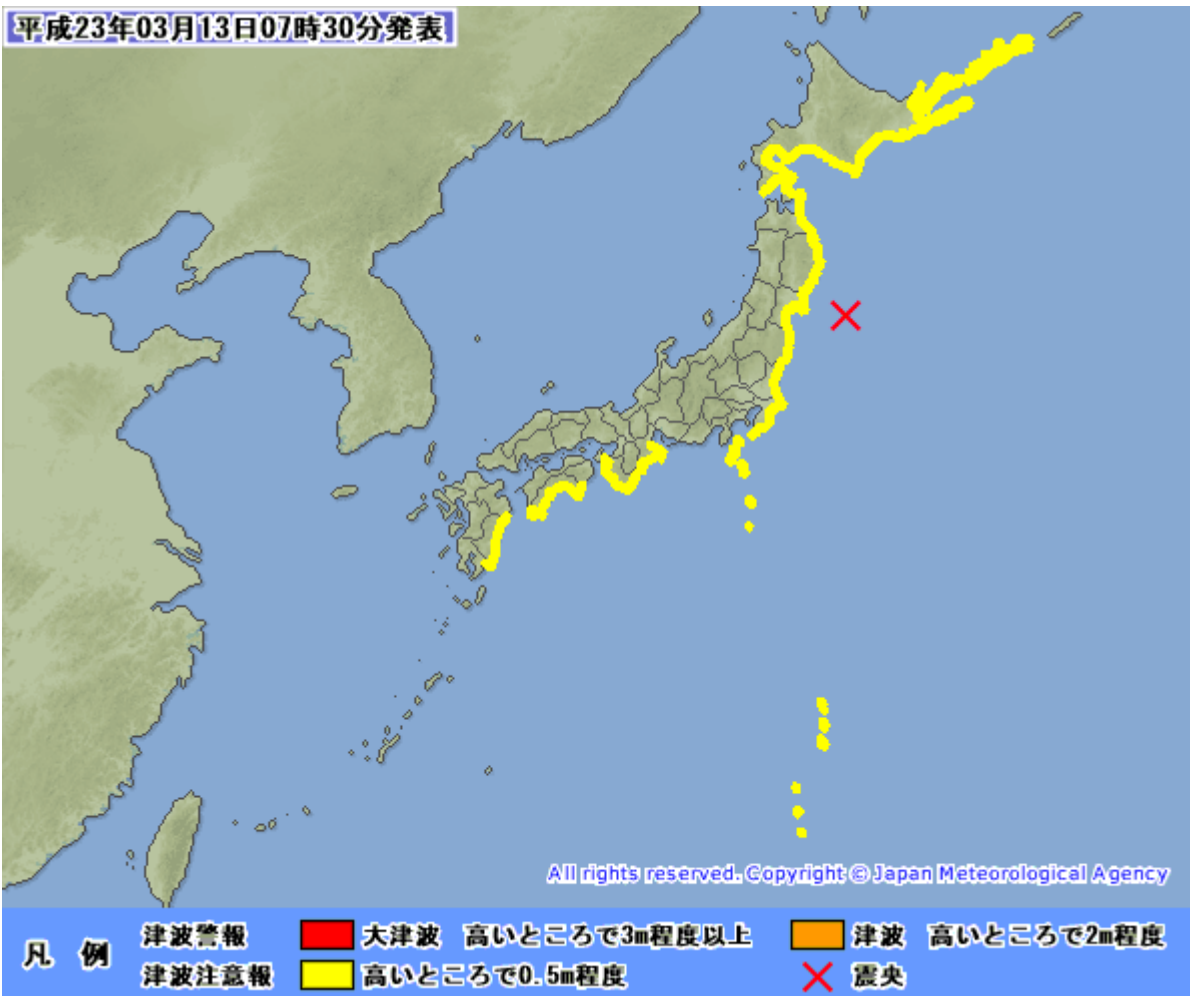 平成23年03月13日07時30分発表
All rights reserved. Copyright © Japan Meteorological Agency
凡 例
津波警報 大津波 高いところで3m程度以上 津波 高いところで2m程度
津波注意報 高いところで0.5m程度 震央